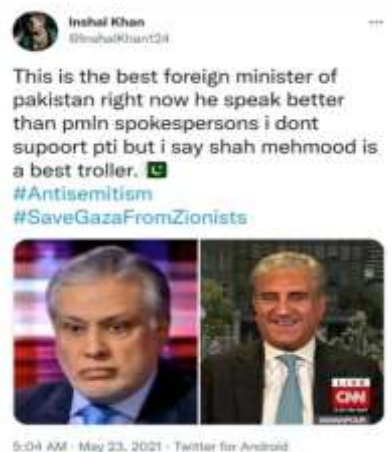 Inshal Khan
@InshalKhant24
This is the best foreign minister of
pakistan right now he speak better
than pmln spokespersons i dont
supoort pti but i say shah mehmood is
a best troller.
#Antisemitism
#SaveGazaFromZionists
LIVE
CNN
5:04 AM · May 23, 2021 · Twitter for Android